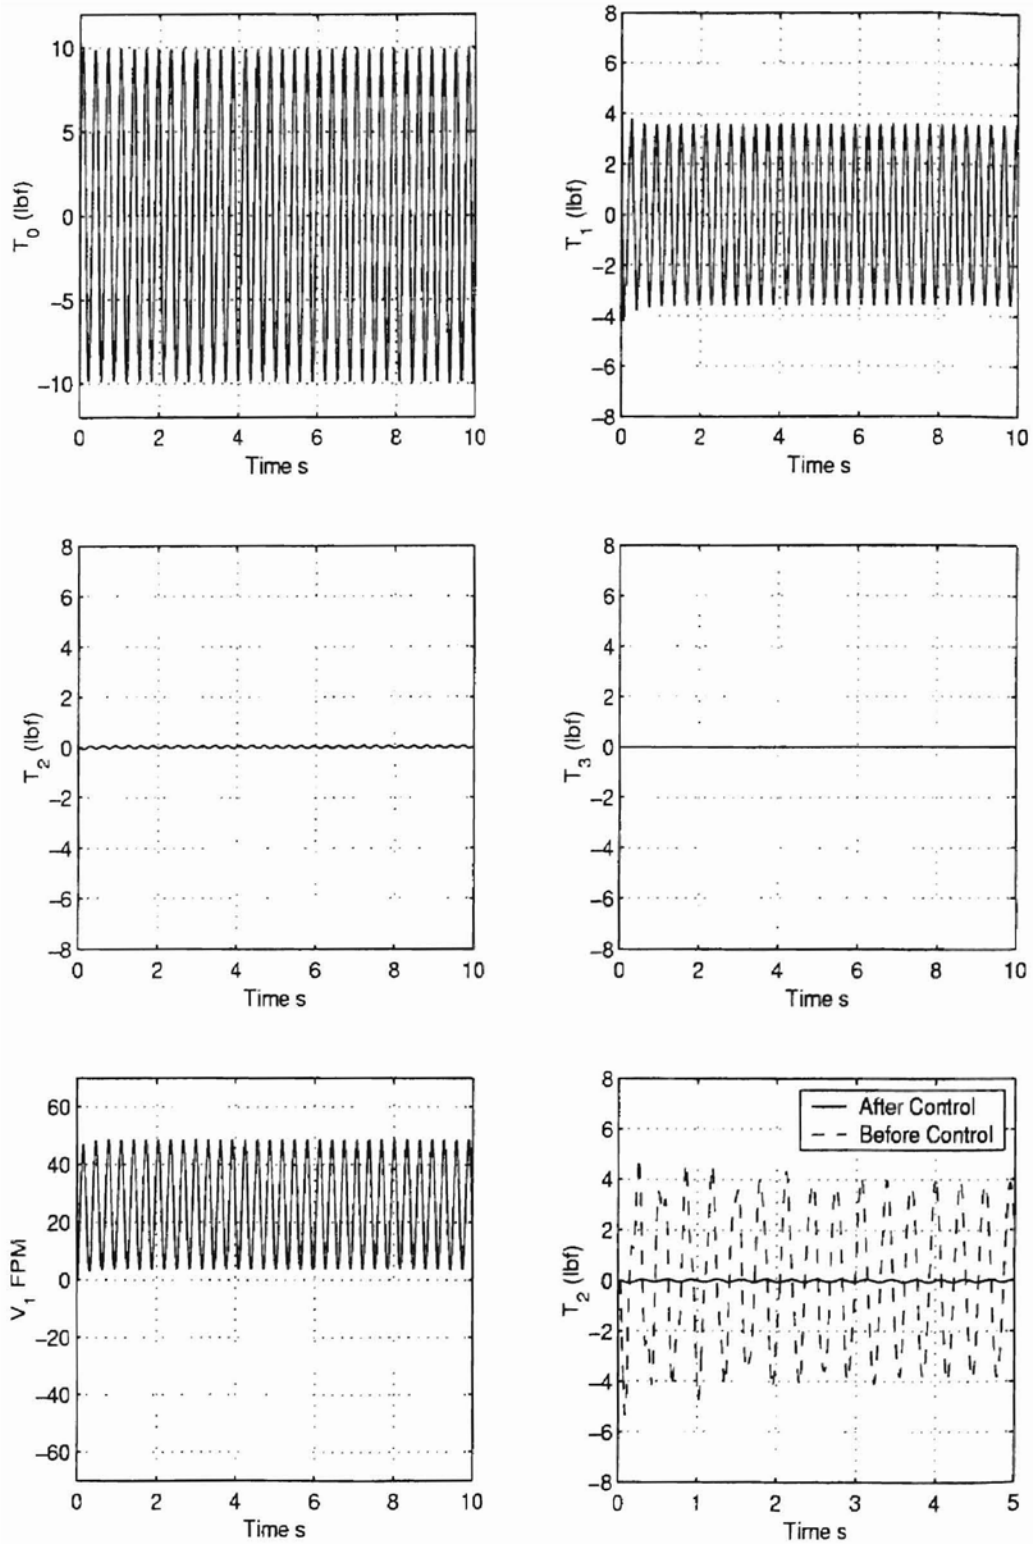 10
5
0
−5
−10
T0 (lbf)
0 2 4 6 8 10
Time s
8
6
4
2
0
−2
−4
−6
−8
T1 (lbf)
0 2 4 6 8 10
Time s
8
6
4
2
0
−2
−4
−6
−8
T2 (lbf)
0 2 4 6 8 10
Time s
8
6
4
2
0
−2
−4
−6
−8
T3 (lbf)
0 2 4 6 8 10
Time s
60
40
20
0
−20
−40
−60
V1 FPM
0 2 4 6 8 10
Time s
8
6
4
2
0
−2
−4
−6
−8
T2 (lbf)
After Control
Before Control
0 1 2 3 4 5
Time s